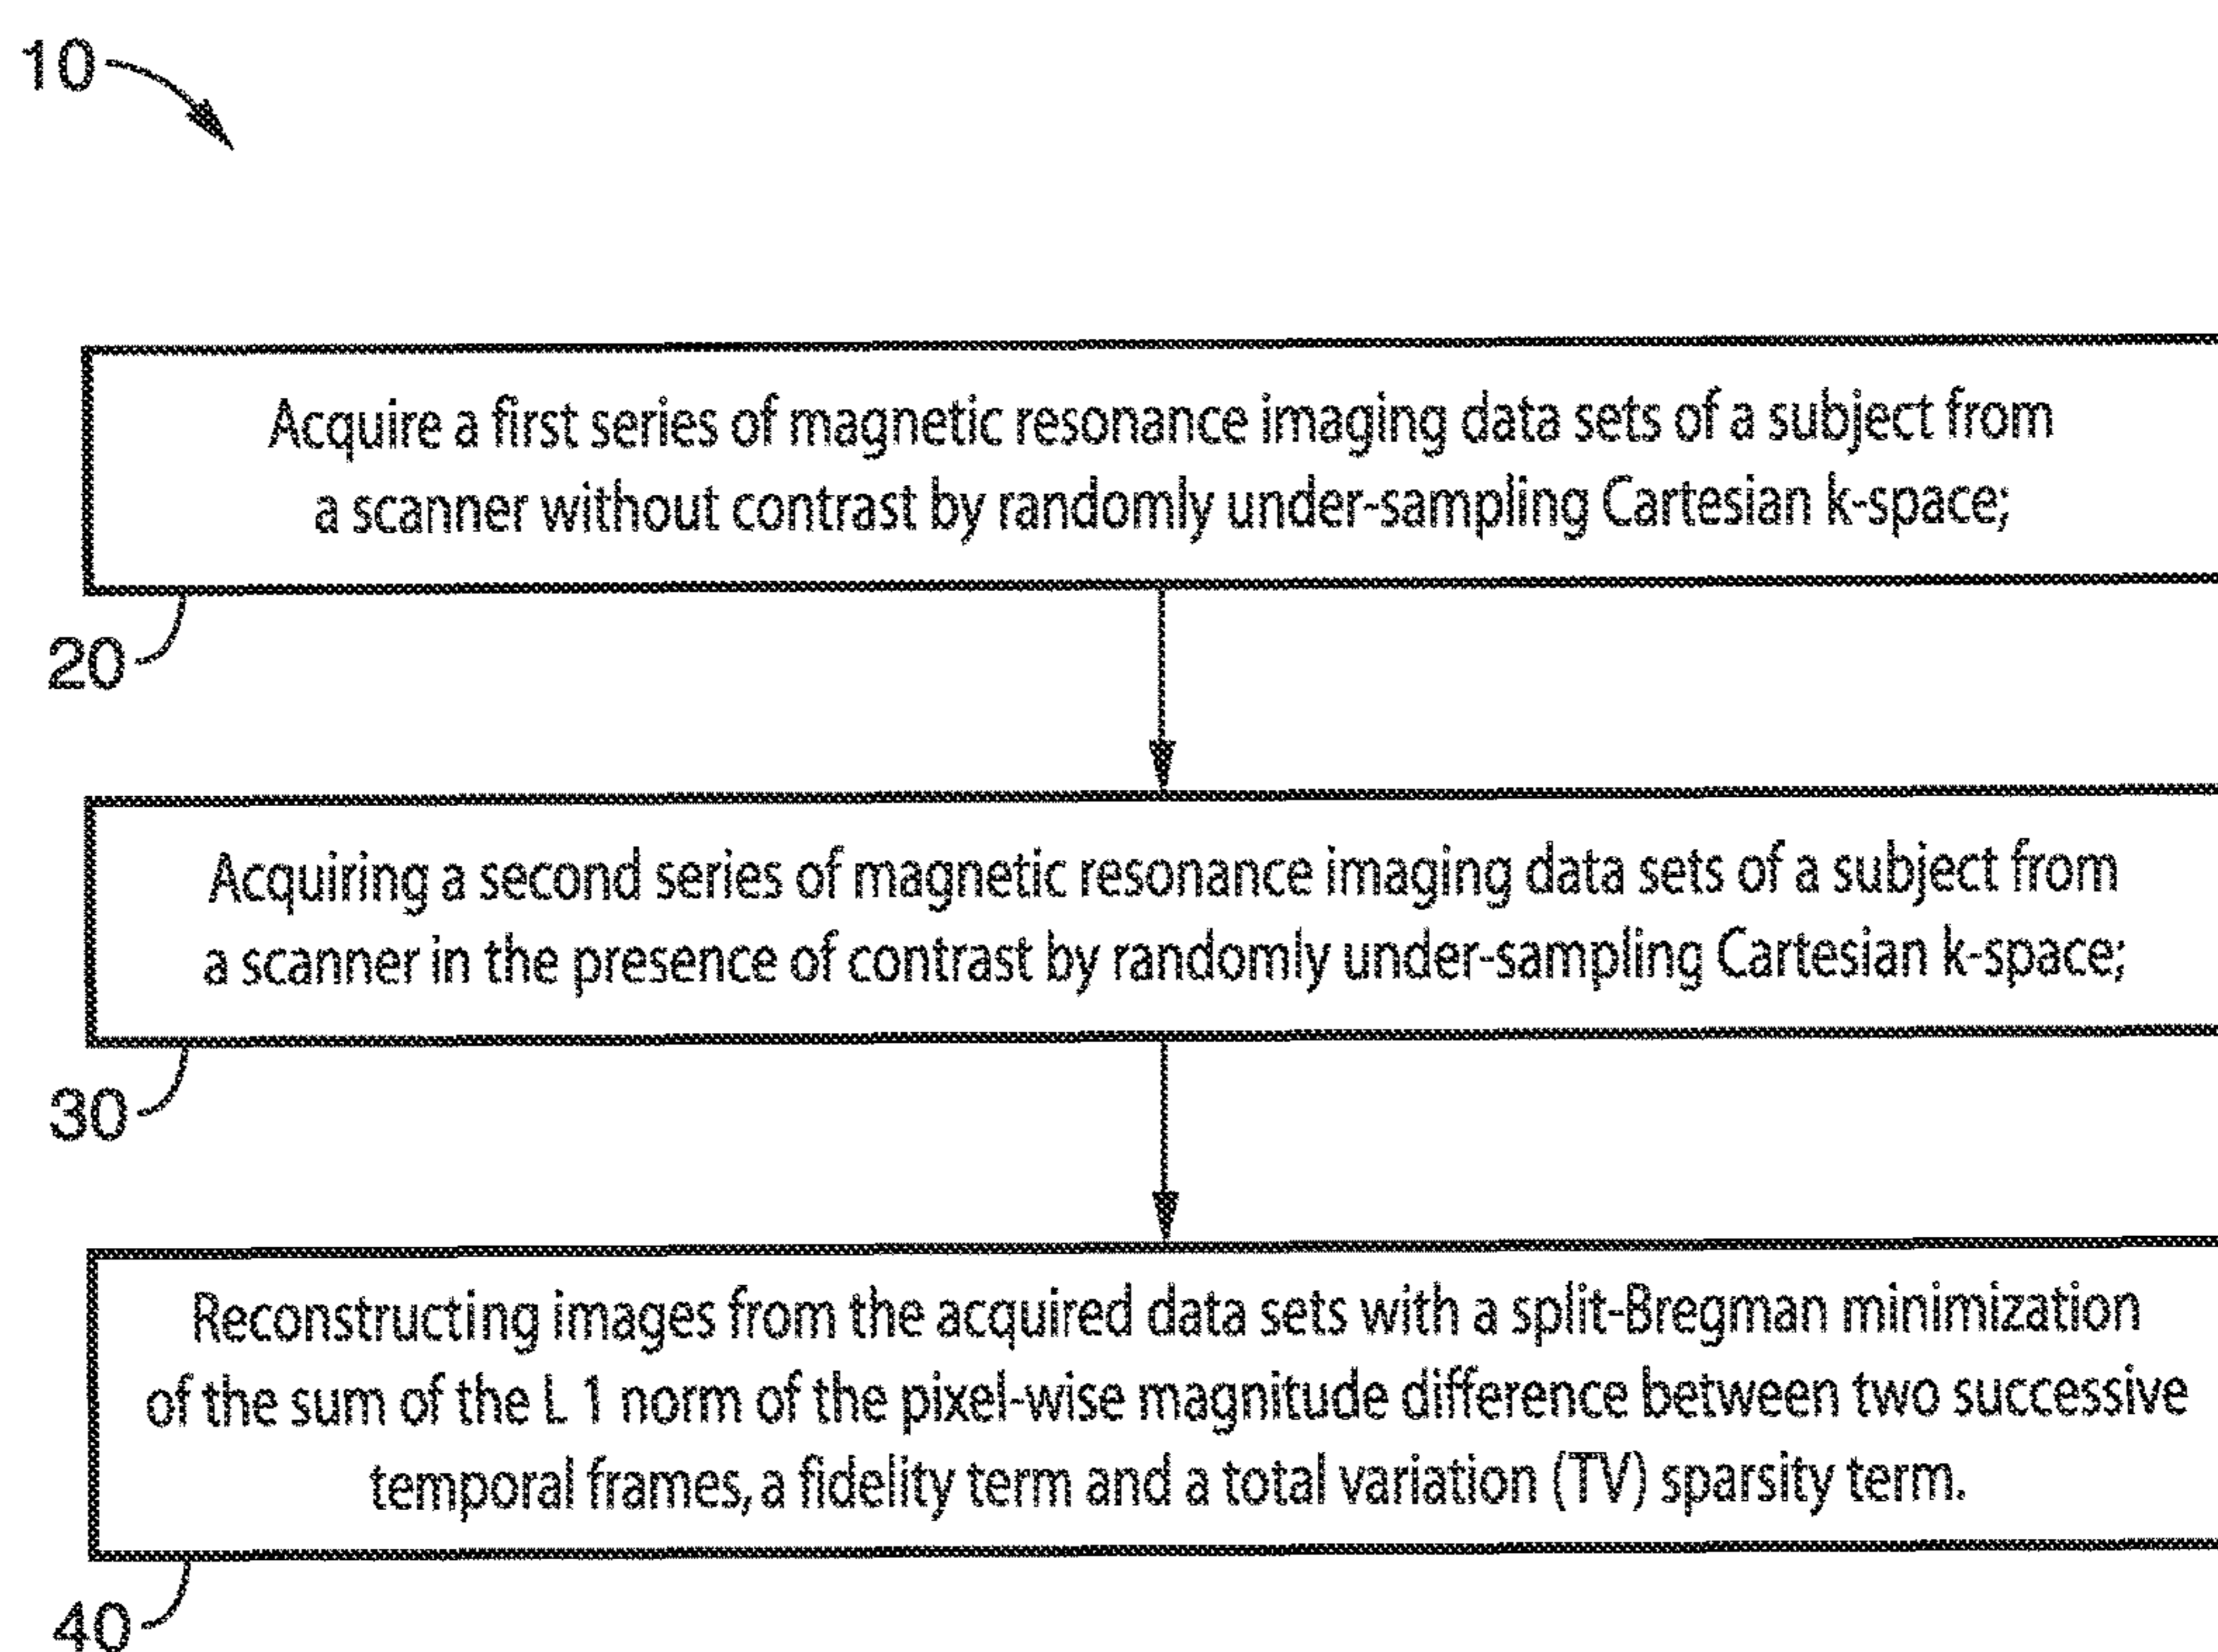 10
Acquire a first series of magnetic resonance imaging data sets of a subject from
a scanner without contrast by randomly under-sampling Cartesian k-space;
20
Acquiring a second series of magnetic resonance imaging data sets of a subject from
a scanner in the presence of contrast by randomly under-sampling Cartesian k-space;
30
Reconstructing images from the acquired data sets with a split-Bregman minimization
of the sum of the L 1 norm of the pixel-wise magnitude difference between two successive
temporal frames, a fidelity term and a total variation (TV) sparsity term.
40